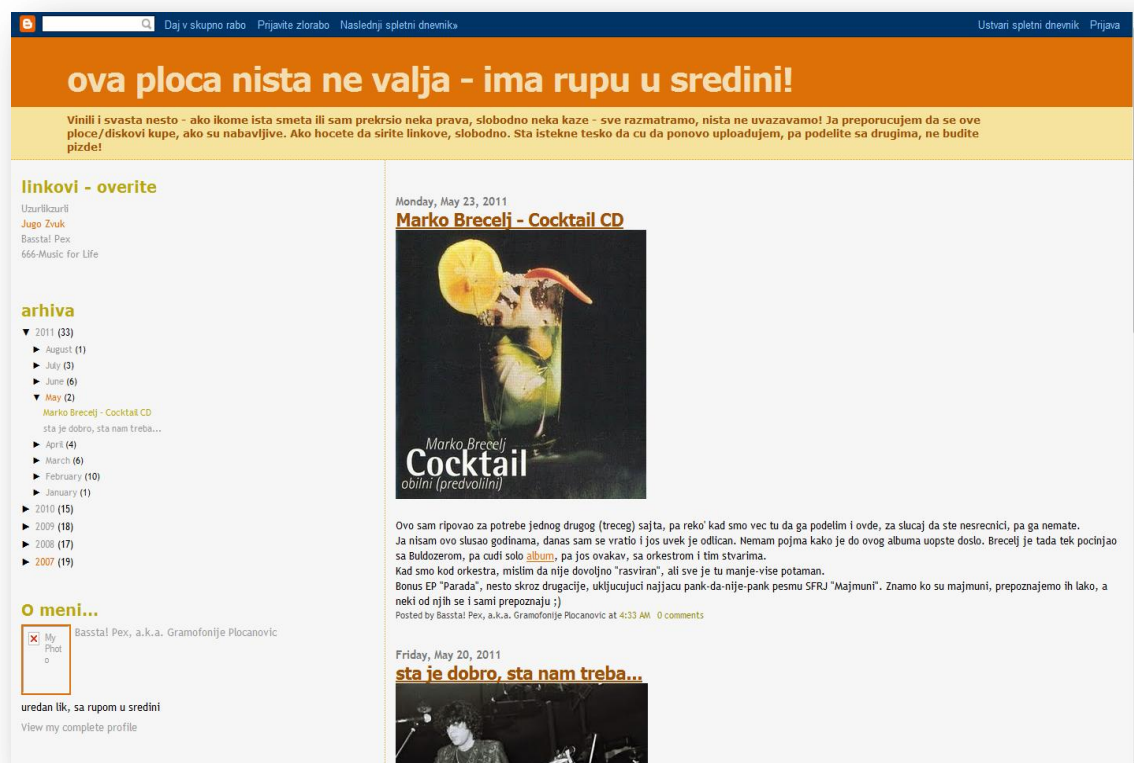 Daj v skupno rabo Prijavite zlorabo Naslednji spletni dnevnik» Ustvari spletni dnevnik Prijava
ova ploca nista ne valja - ima rupu u sredini!
Vinili i svasta nesto - ako ikome ista smeta ili sam prekrsio neka prava, slobodno neka kaze - sve razmatramo, nista ne uvazavamo! Ja preporucujem da se ove
ploce/diskovi kupe, ako su nabavljive. Ako hocete da sirite linkove, slobodno. Sta istekne tesko da cu da ponovo uploadujem, pa podelite sa drugima, ne budite
pizde!
linkovi - overite
Uzurlikzurli
Jugo Zvuk
Bassta! Pex
666-Music for Life
arhiva
▼ 2011 (33)
► August (1)
► July (3)
► June (6)
▼ May (2)
Marko Brecelj - Cocktail CD
sta je dobro, sta nam treba...
► April (4)
► March (6)
► February (10)
► January (1)
► 2010 (15)
► 2009 (18)
► 2008 (17)
► 2007 (19)
O meni...
My
Phot
o
Bassta! Pex, a.k.a. Gramofonije Plocanovic
uredan lik, sa rupom u sredini
View my complete profile
Monday, May 23, 2011
Marko Brecelj - Cocktail CD
Marko Brecelj
Cocktail
obilni (predvolilni)
Ovo sam ripovao za potrebe jednog drugog (treceg) sajta, pa reko' kad smo vec tu da ga podelim i ovde, za slucaj da ste nesrecnici, pa ga nemate.
Ja nisam ovo slusao godinama, danas sam se vratio i jos uvek je odlican. Nemam pojma kako je do ovog albuma uopste doslo. Brecelj je tada tek pocinjao
sa Buldozerom, pa cudi solo album, pa jos ovakav, sa orkestrom i tim stvarima.
Kad smo kod orkestra, mislim da nije dovoljno "rasviran", ali sve je tu manje-vise potaman.
Bonus EP "Parada", nesto skroz drugacije, ukljucujuci najjacu pank-da-nije-pank pesmu SFRJ "Majmuni". Znamo ko su majmuni, prepoznajemo ih lako, a
neki od njih se i sami prepoznaju ;)
Posted by Bassta! Pex, a.k.a. Gramofonije Plocanovic at 4:33 AM 0 comments
Friday, May 20, 2011
sta je dobro, sta nam treba...